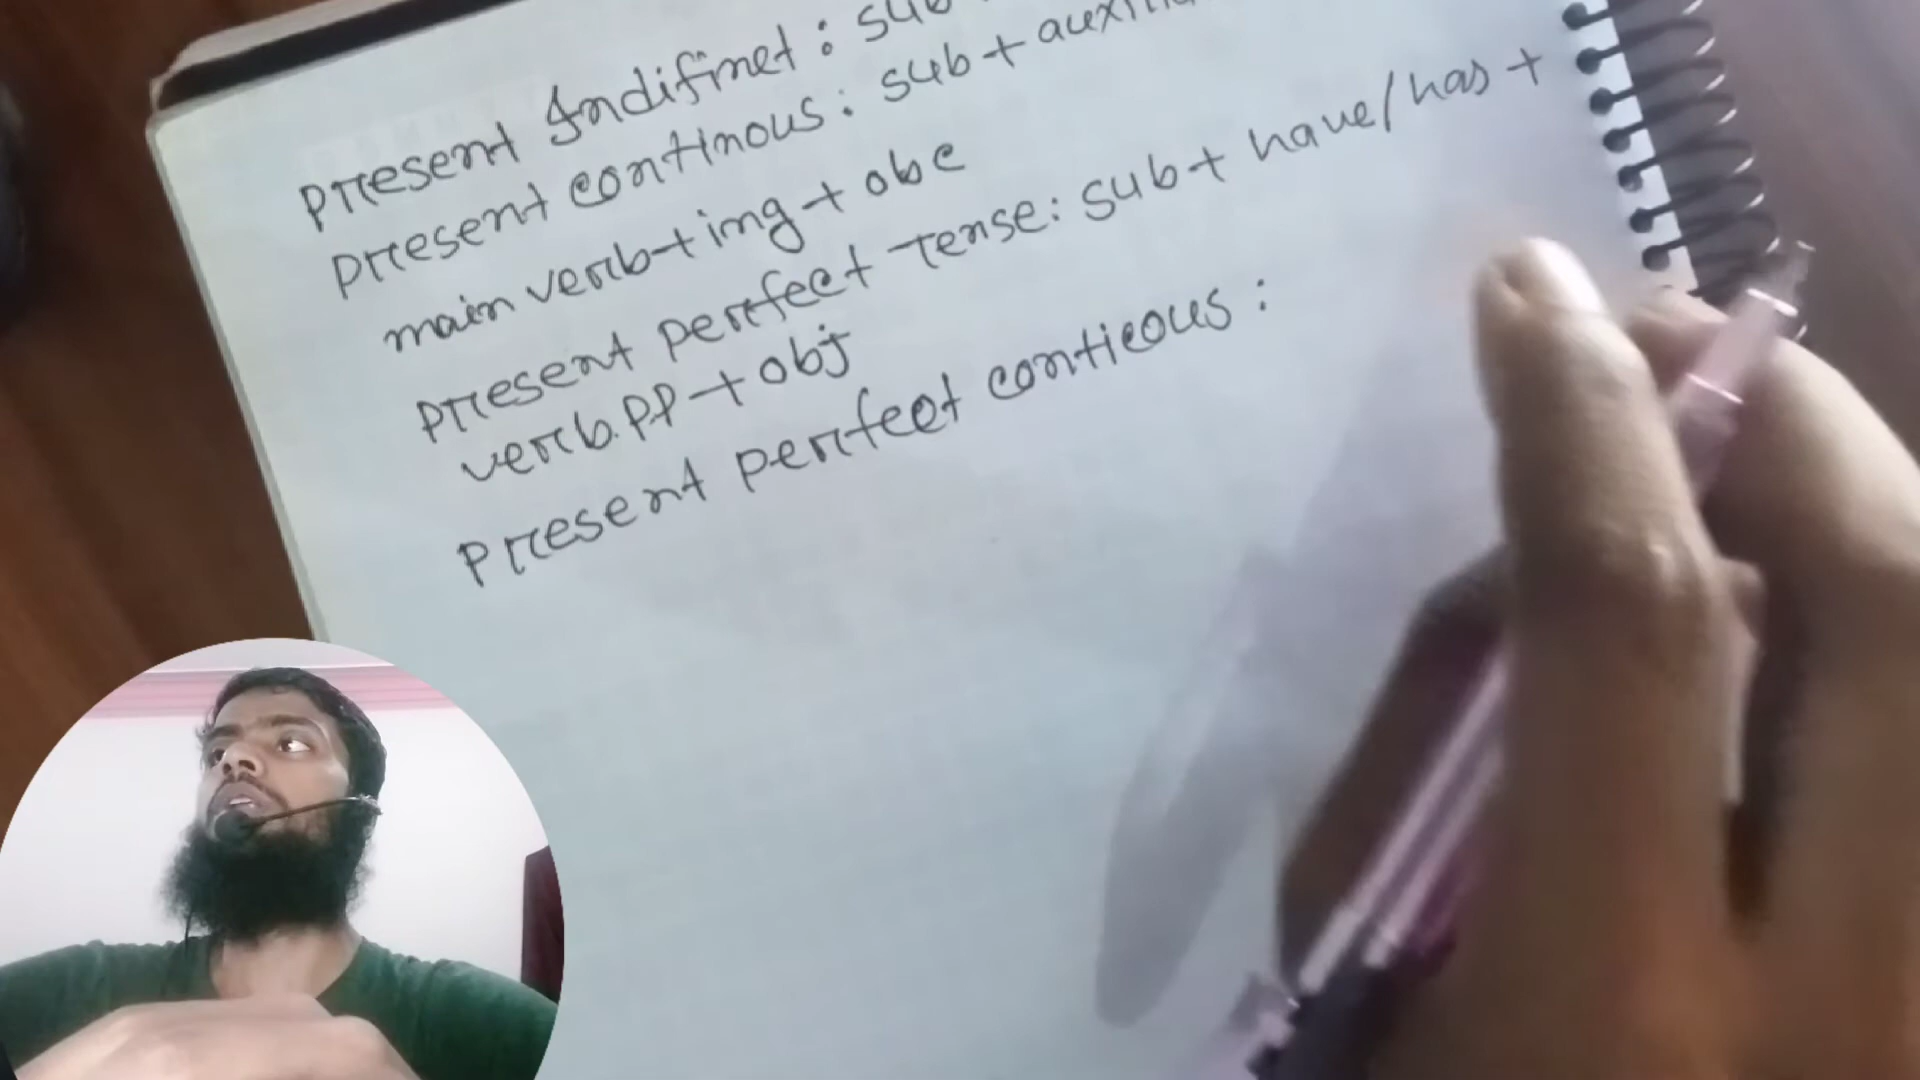 Present Indifinet : sub
Present continous : sub + auxi
main verb + ing + obe
Present perfect Tense : sub + have/has +
verb.PP + obj
Present perfect conticous :